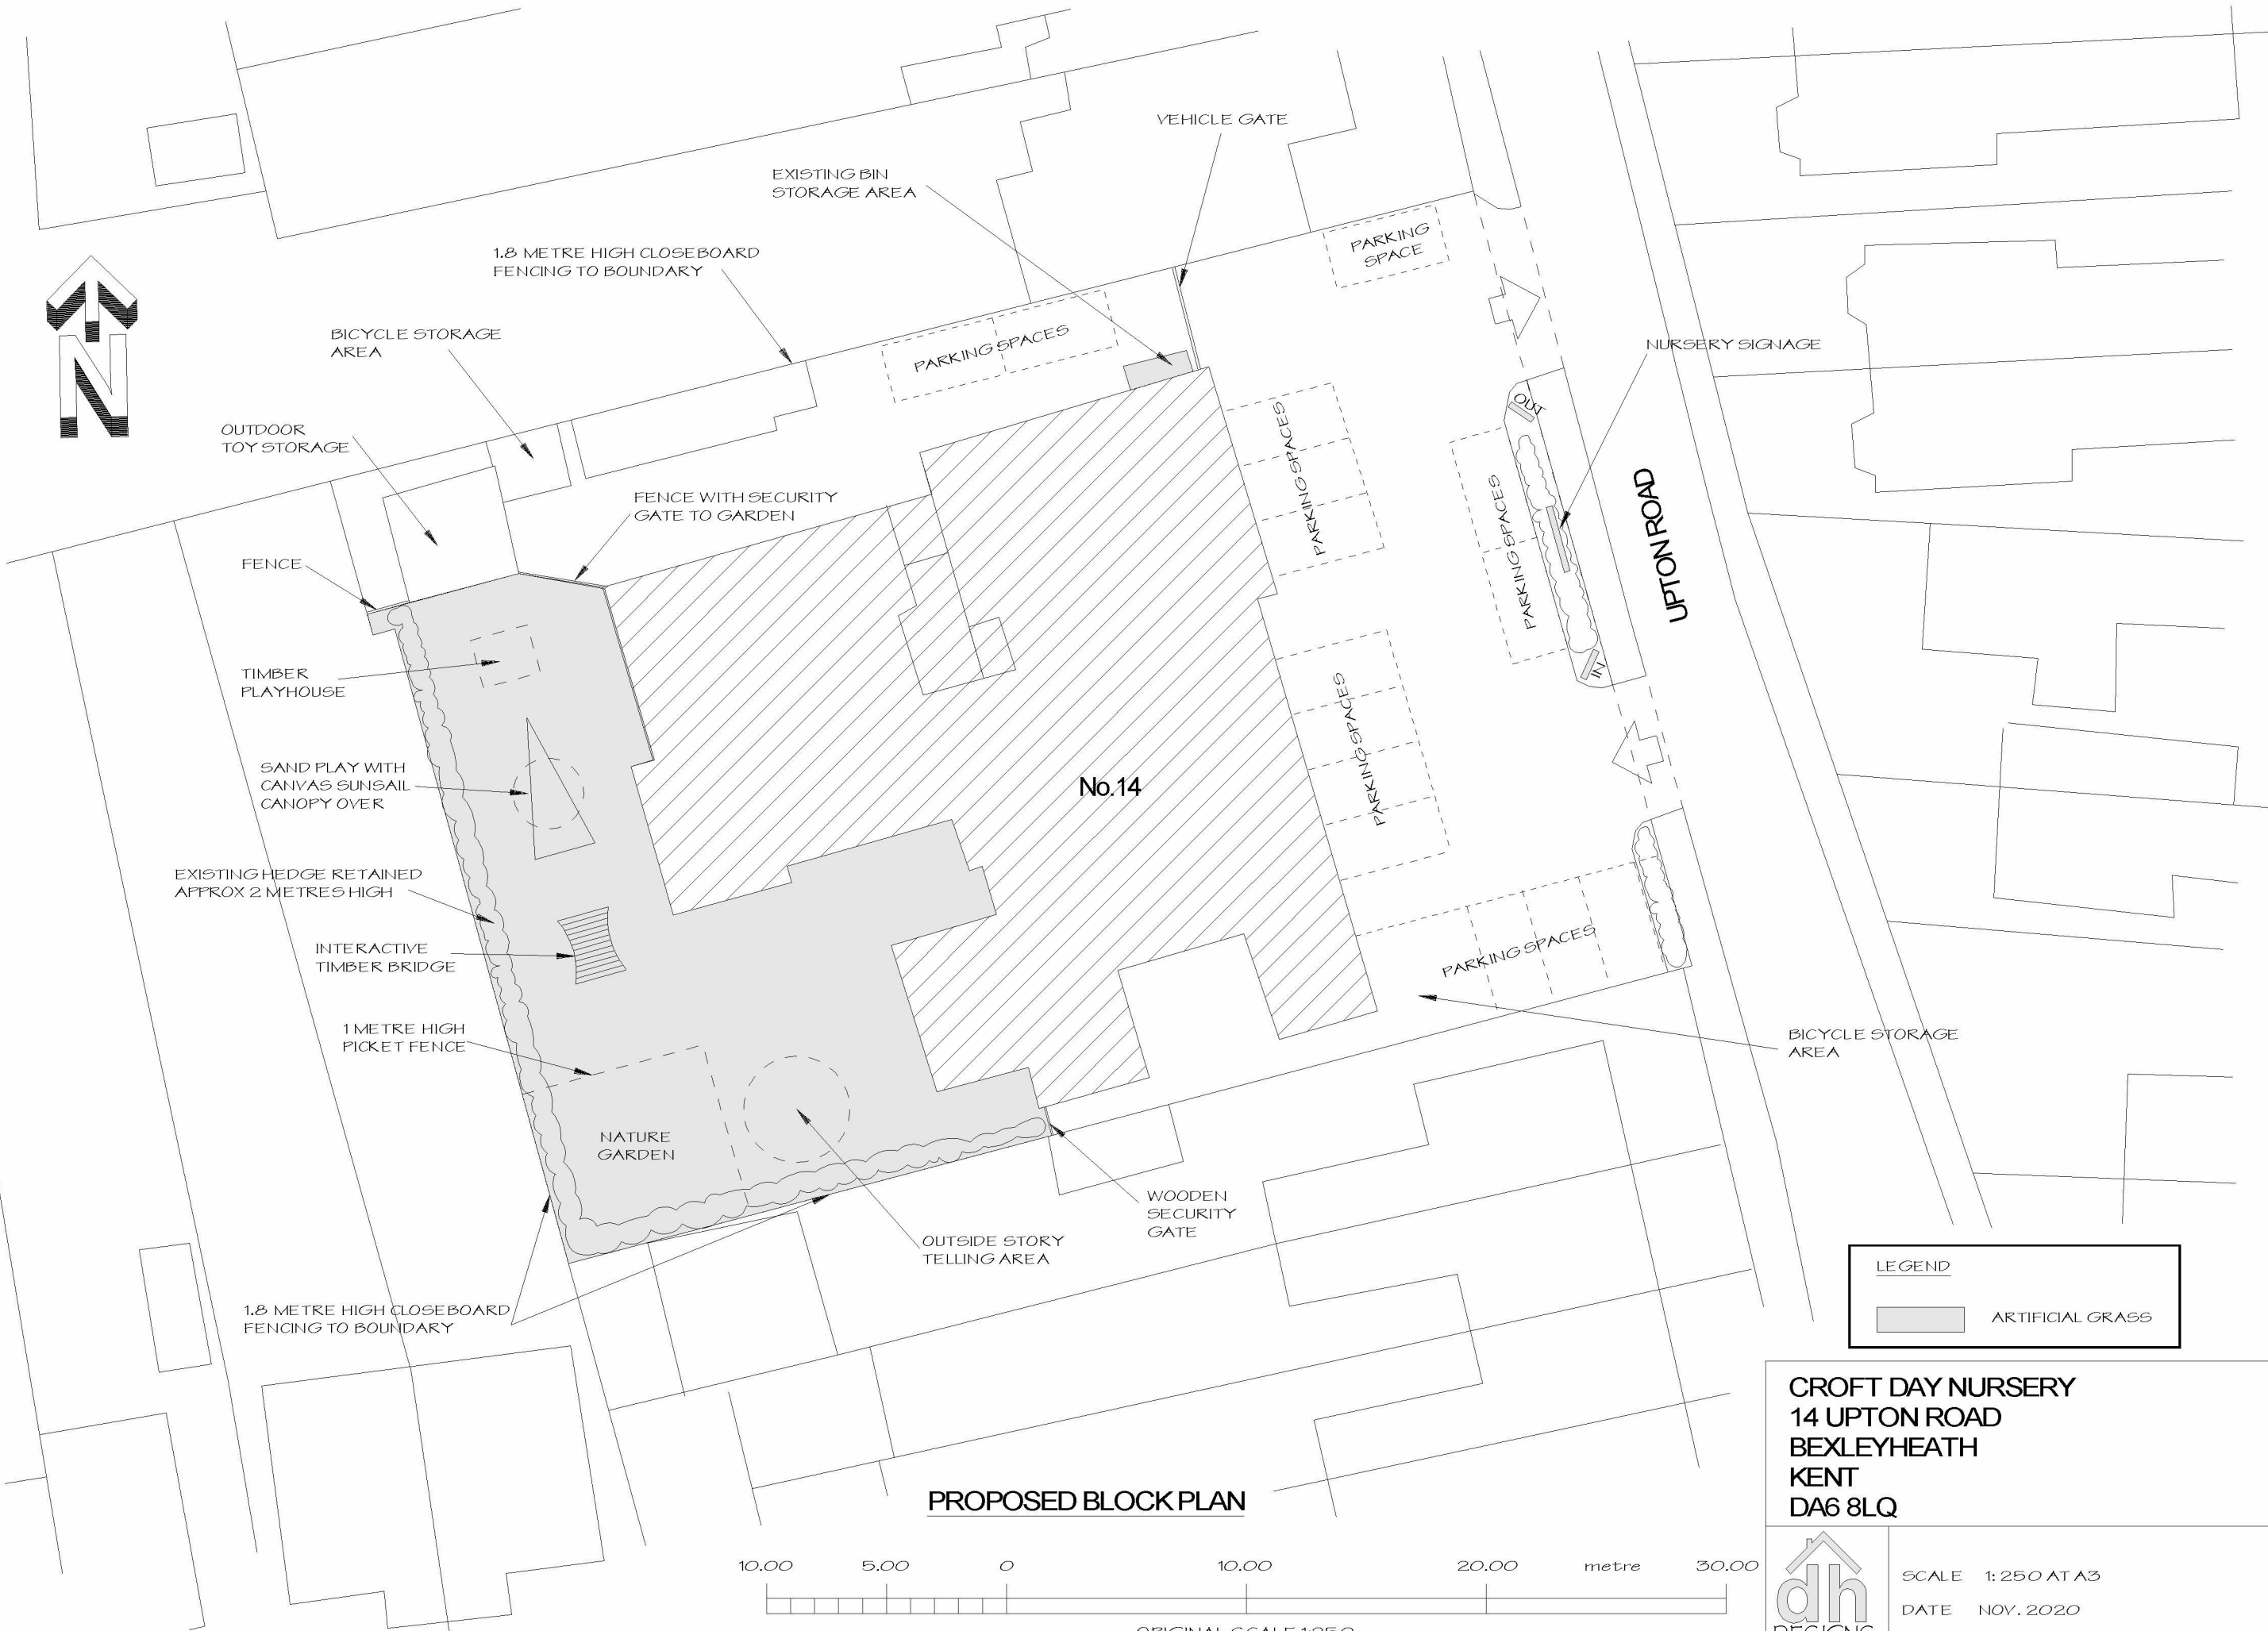 VEHICLE GATE
EXISTING BIN
STORAGE AREA
1.8 METRE HIGH CLOSEBOARD
FENCING TO BOUNDARY
PARKING
SPACE
BICYCLE STORAGE
AREA
PARKING SPACES
NURSERY SIGNAGE
OUTDOOR
TOY STORAGE
OUT
PARKING SPACES
FENCE WITH SECURITY
GATE TO GARDEN
PARKING SPACES
UPTON ROAD
FENCE
N
TIMBER
PLAYHOUSE
IN
PARKING SPACES
SAND PLAY WITH
CANVAS SUNSAIL
CANOPY OVER
No.14
EXISTING HEDGE RETAINED
APPROX 2 METRES HIGH
INTERACTIVE
TIMBER BRIDGE
PARKING SPACES
1 METRE HIGH
PICKET FENCE
BICYCLE STORAGE
AREA
NATURE
GARDEN
WOODEN
SECURITY
GATE
OUTSIDE STORY
TELLING AREA
1.8 METRE HIGH CLOSEBOARD
FENCING TO BOUNDARY
LEGEND
ARTIFICIAL GRASS
CROFT DAY NURSERY
14 UPTON ROAD
BEXLEYHEATH
KENT
DA6 8LQ
PROPOSED BLOCK PLAN
10.00 5.00 0 10.00 20.00 metre 30.00
ORIGINAL SCALE 1:250
dh
DESIGNS
SCALE 1:250 AT A3
DATE NOV. 2020